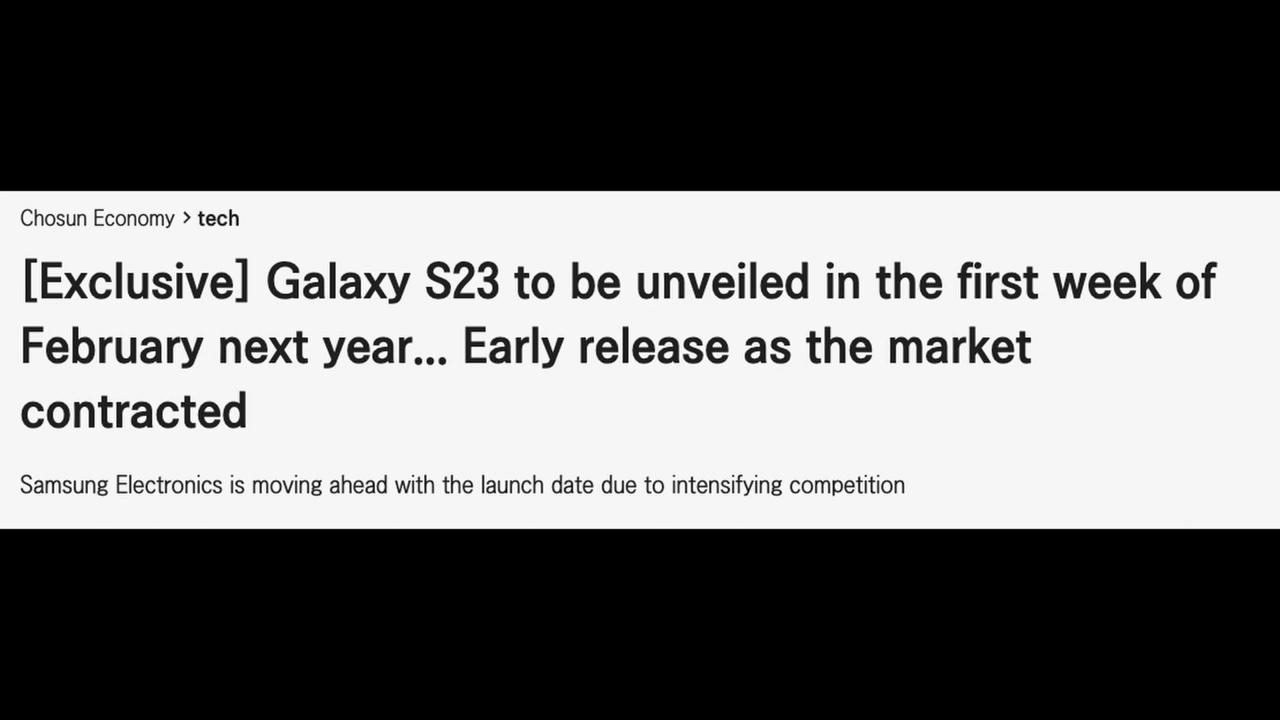 Chosun Economy > tech
[Exclusive] Galaxy S23 to be unveiled in the first week of
February next year... Early release as the market
contracted
Samsung Electronics is moving ahead with the launch date due to intensifying competition